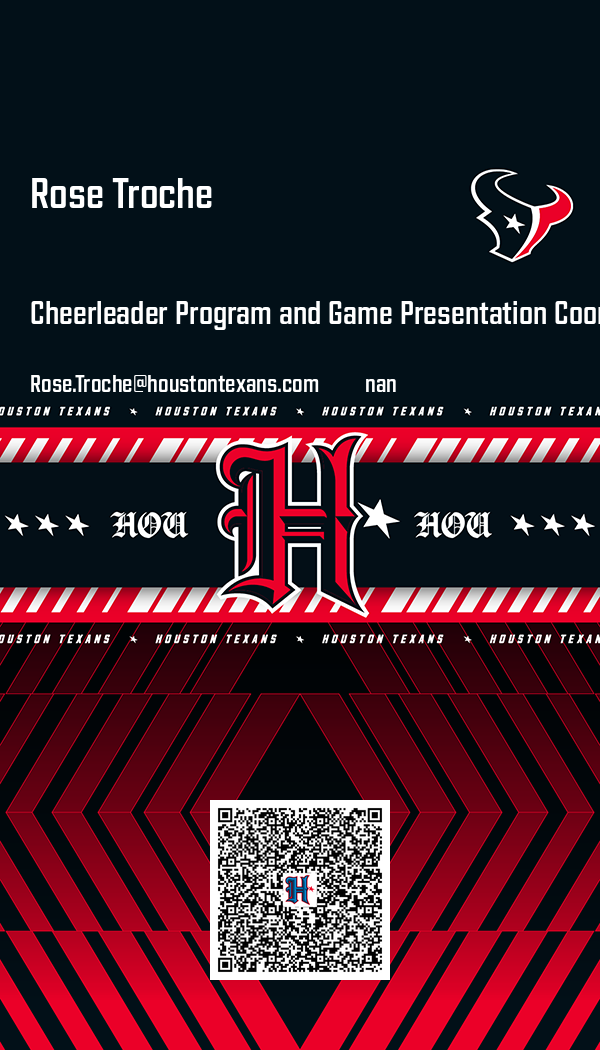 Rose Troche
Cheerleader Program and Game Presentation Coor
Rose.Troche@houstontexans.com nan
OUSTON TEXANS HOUSTON TEXANS HOUSTON TEXANS HOUSTON TEXAN
H
HOU HOU
OUSTON TEXANS HOUSTON TEXANS HOUSTON TEXANS HOUSTON TEXAN
H